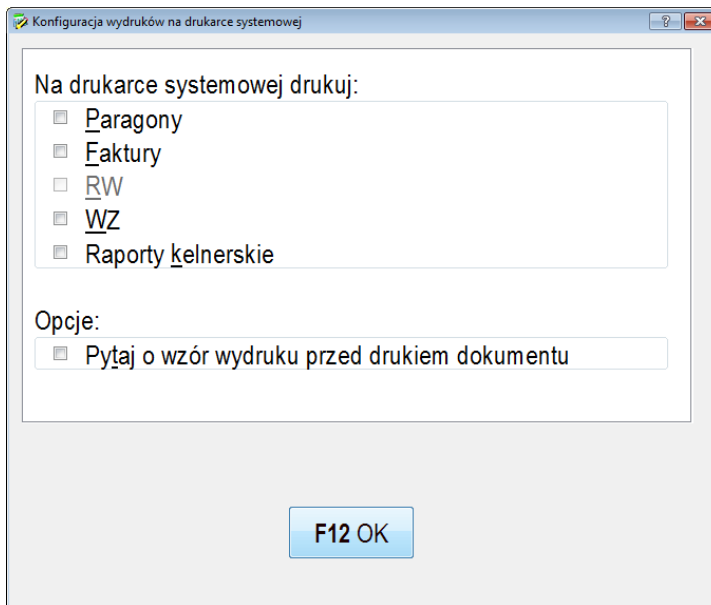 Konfiguracja wydruków na drukarce systemowej
Na drukarce systemowej drukuj:
Paragony
Faktury
RW
WZ
Raporty kelnerskie
Opcje:
Pytaj o wzór wydruku przed drukiem dokumentu
F12 OK